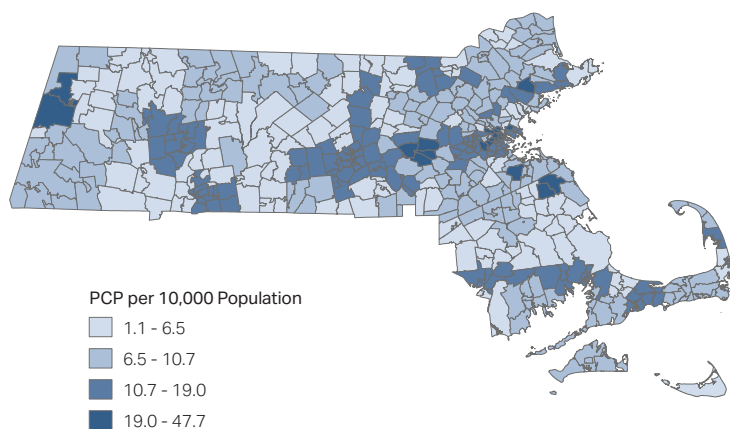 PCP per 10,000 Population
1.1 - 6.5
6.5 - 10.7
10.7 - 19.0
19.0 - 47.7